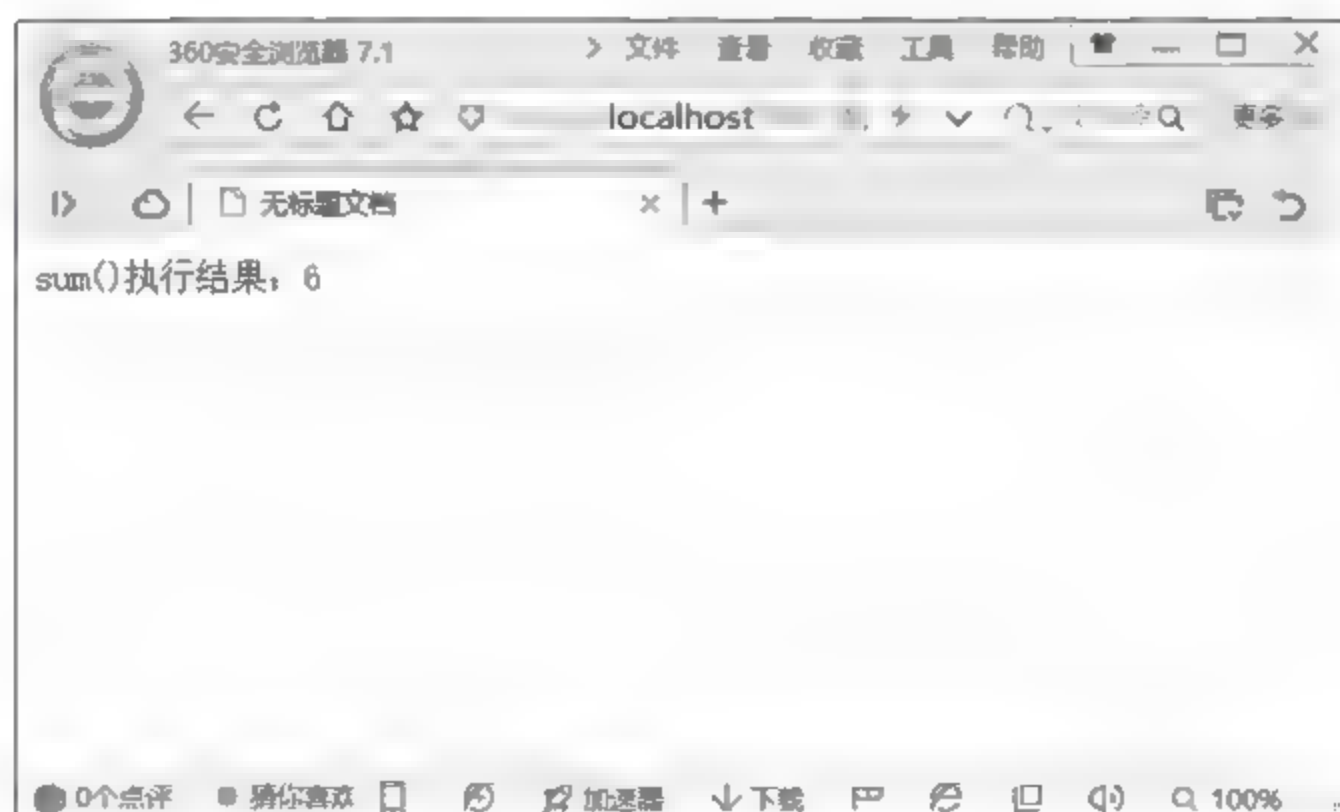 360安全浏览器 7.1 > 文件 查看 收藏 工具 帮助
localhost 更多
无标题文档
sum()执行结果：6
0个点评 猜你喜欢 加速器 下载 100%